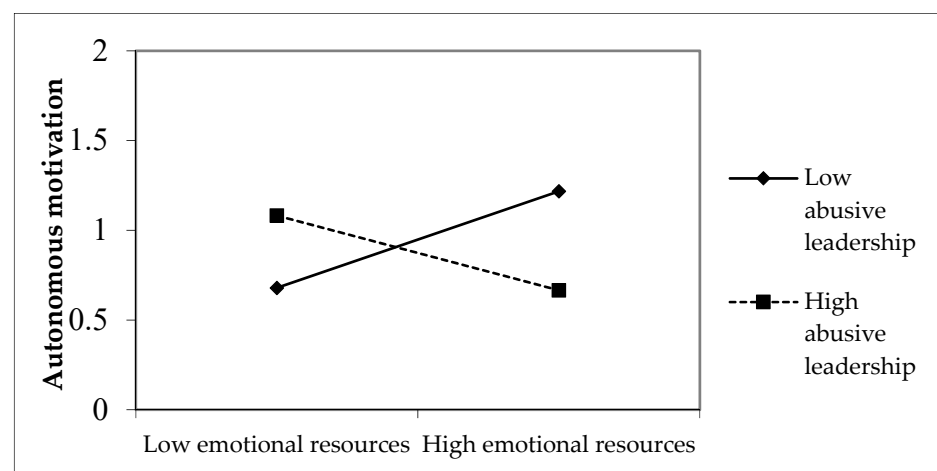 Autonomous motivation
2
1.5
1
0.5
0
Low emotional resources High emotional resources
Low
abusive
leadership
High
abusive
leadership